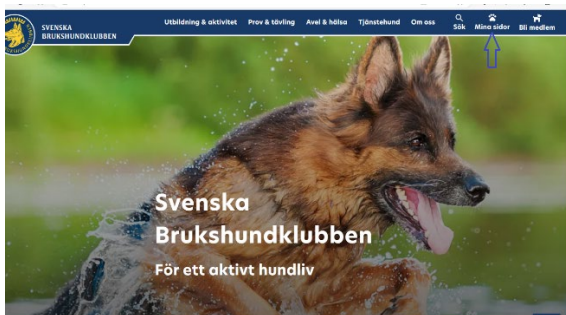 SVENSKA
BRUKSHUNDKLUBBEN
Utbildning & aktivitet Prov & tävling Avel & hälsa Tjänstehund Om oss Sök Mina sidor Bli medlem
Svenska
Brukshundklubben
För ett aktivt hundliv